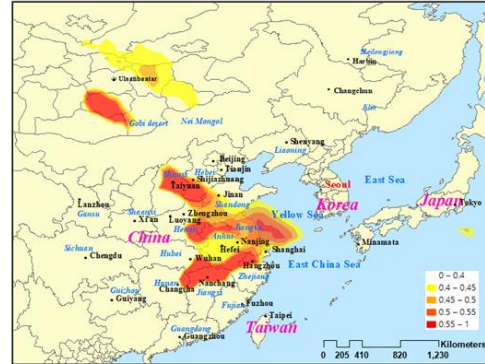 Heilongjiang
Harbin
Ulaanbaatar
Changchun
Jilin
Gobi desert
Nei Mongol
Shenyang
Liaoning
Beijing
Hebei
Tianjin
Shanxi
Shijiazhuang
Taiyuan
Seoul
East Sea
Jinan
Shandong
Korea
Japan
Tokyo
Lanzhou
Gansu
Shaanxi
Zhengzhou
Xi'an
Luoyang
Yellow Sea
Henan
Jiangsu
China
Anhui
Nanjing
Minamata
Hefei
Shanghai
Sichuan
Hubei
Wuhan
Hangzhou
East China Sea
Chengdu
Zhejiang
Hunan
Nanchang
Changcha
Jiangxi
Guizhou
Guiyang
Fujian
Fuzhou
Taipei
Taiwan
Guangdong
Guangzhou
0 - 0.4
0.4 - 0.45
0.45 - 0.5
0.5 - 0.55
0.55 - 1
Kilometers
0 205 410 820 1,230